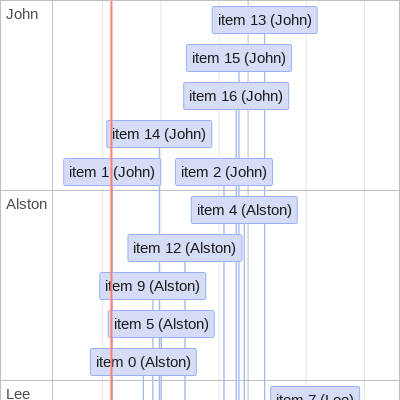 John
item 13 (John)
item 15 (John)
item 16 (John)
item 14 (John)
item 1 (John)
item 2 (John)
Alston
item 4 (Alston)
item 12 (Alston)
item 9 (Alston)
item 5 (Alston)
item 0 (Alston)
Lee
item 7 (Lee)